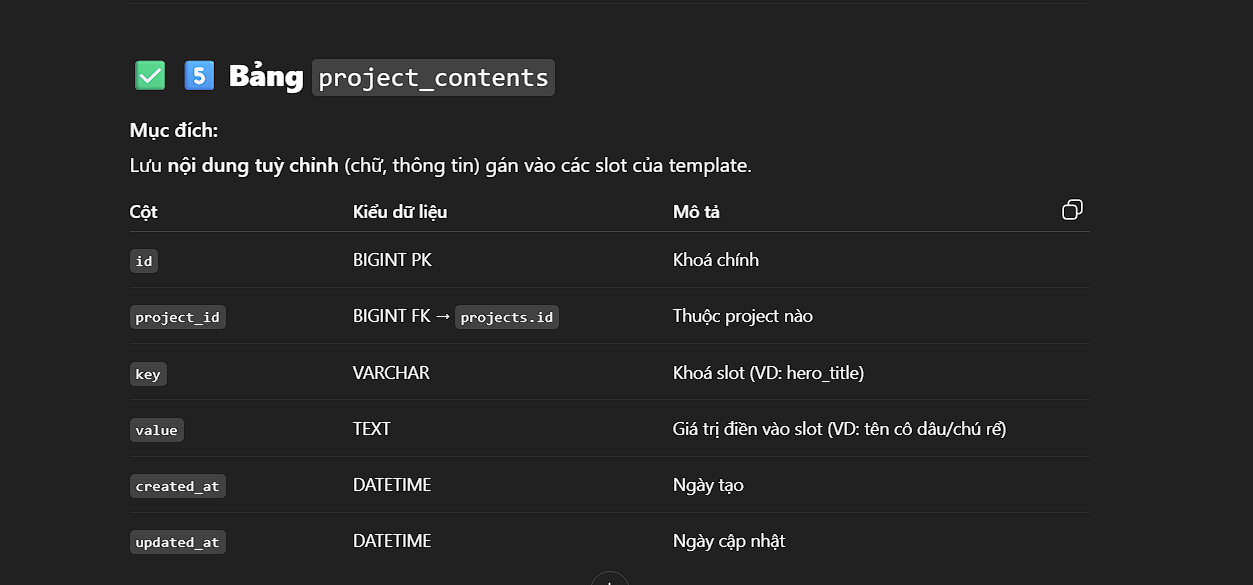 ✅ 5️⃣ Bảng project_contents
Mục đích:
Lưu nội dung tuỳ chỉnh (chữ, thông tin) gán vào các slot của template.
Cột Kiểu dữ liệu Mô tả
id BIGINT PK Khoá chính
project_id BIGINT FK → projects.id Thuộc project nào
key VARCHAR Khoá slot (VD: hero_title)
value TEXT Giá trị điền vào slot (VD: tên cô dâu/chú rể)
created_at DATETIME Ngày tạo
updated_at DATETIME Ngày cập nhật